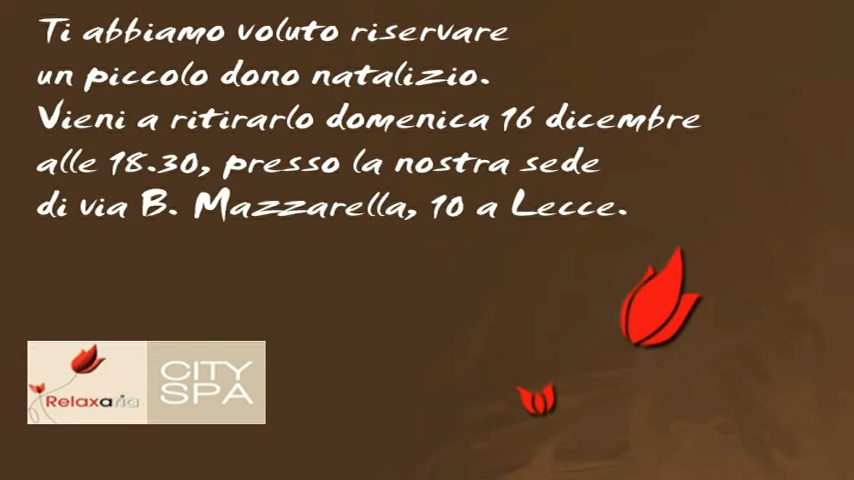 Ti abbiamo voluto riservare
un piccolo dono natalizio.
Vieni a ritirarlo domenica 16 dicembre
alle 18.30, presso la nostra sede
di via B. Mazzarella, 10 a Lecce.
Relaxaria
CITY
SPA